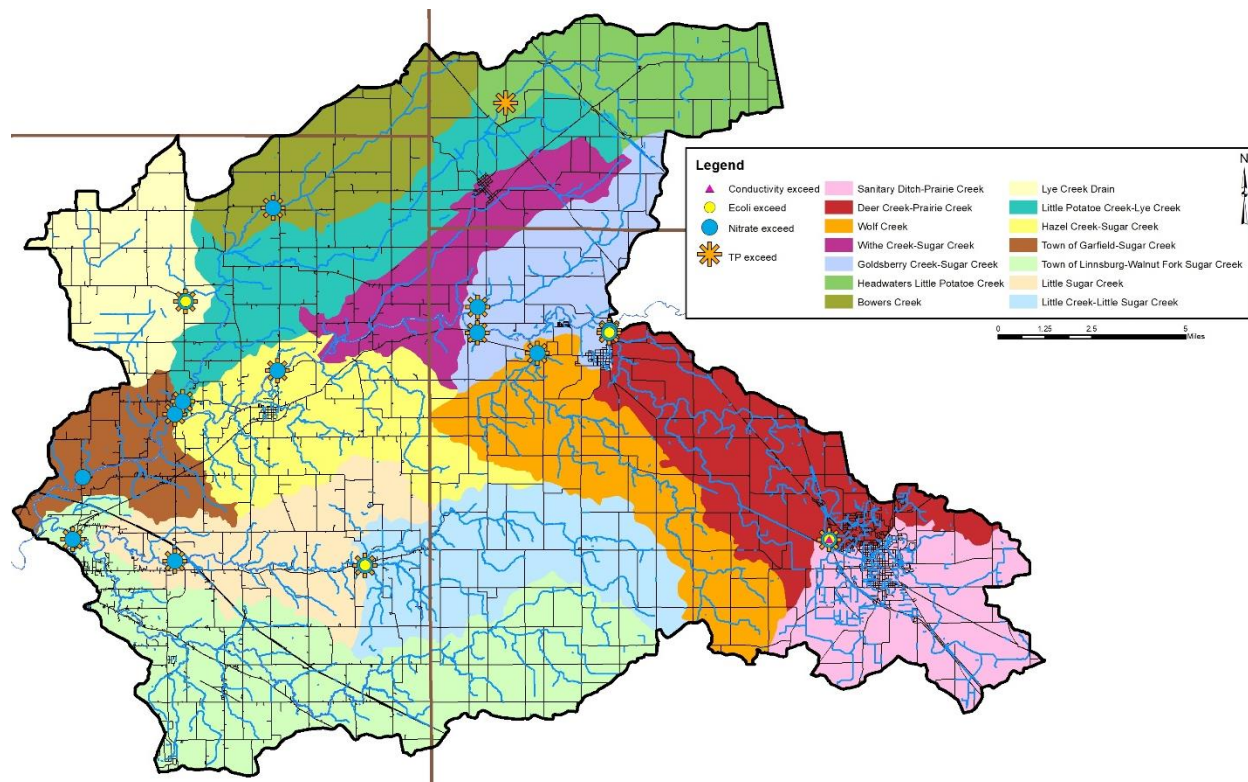 N
Legend
Conductivity exceed
Ecoli exceed
Nitrate exceed
TP exceed
Sanitary Ditch-Prairie Creek
Deer Creek-Prairie Creek
Wolf Creek
Withe Creek-Sugar Creek
Goldsberry Creek-Sugar Creek
Headwaters Little Potatoe Creek
Bowers Creek
Lye Creek Drain
Little Potatoe Creek-Lye Creek
Hazel Creek-Sugar Creek
Town of Garfield-Sugar Creek
Town of Linnsburg-Walnut Fork Sugar Creek
Little Sugar Creek
Little Creek-Little Sugar Creek
0 1.25 2.5 5
Miles